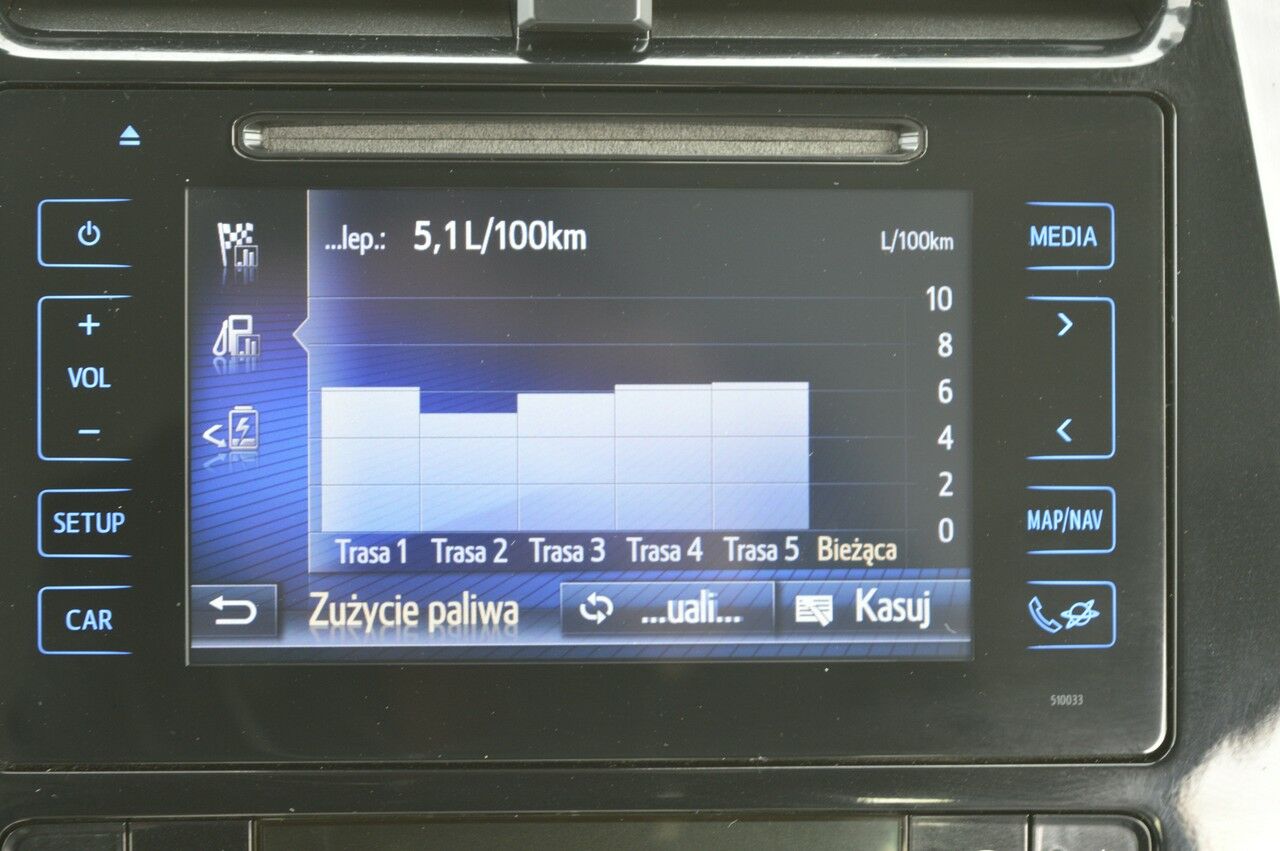 VOL
SETUP
CAR
...lep.: 5,1L/100km
L/100km
10
8
6
4
2
0
Trasa 1 Trasa 2 Trasa 3 Trasa 4 Trasa 5 Bieżąca
Zużycie paliwa ...uali... Kasuj
MEDIA
MAP/NAV
510033